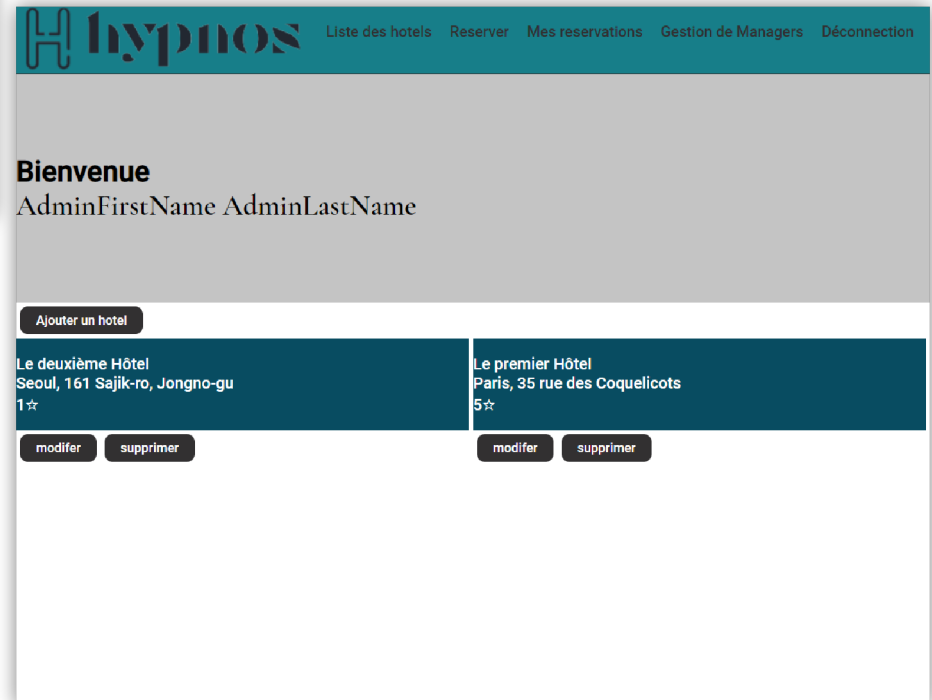 H hypnos Liste des hotels Reserver Mes reservations Gestion de Managers Déconnection
Bienvenue
AdminFirstName AdminLastName
Ajouter un hotel
Le deuxième Hôtel
Seoul, 161 Sajik-ro, Jongno-gu
1☆
modifer supprimer
Le premier Hôtel
Paris, 35 rue des Coquelicots
5☆
modifer supprimer